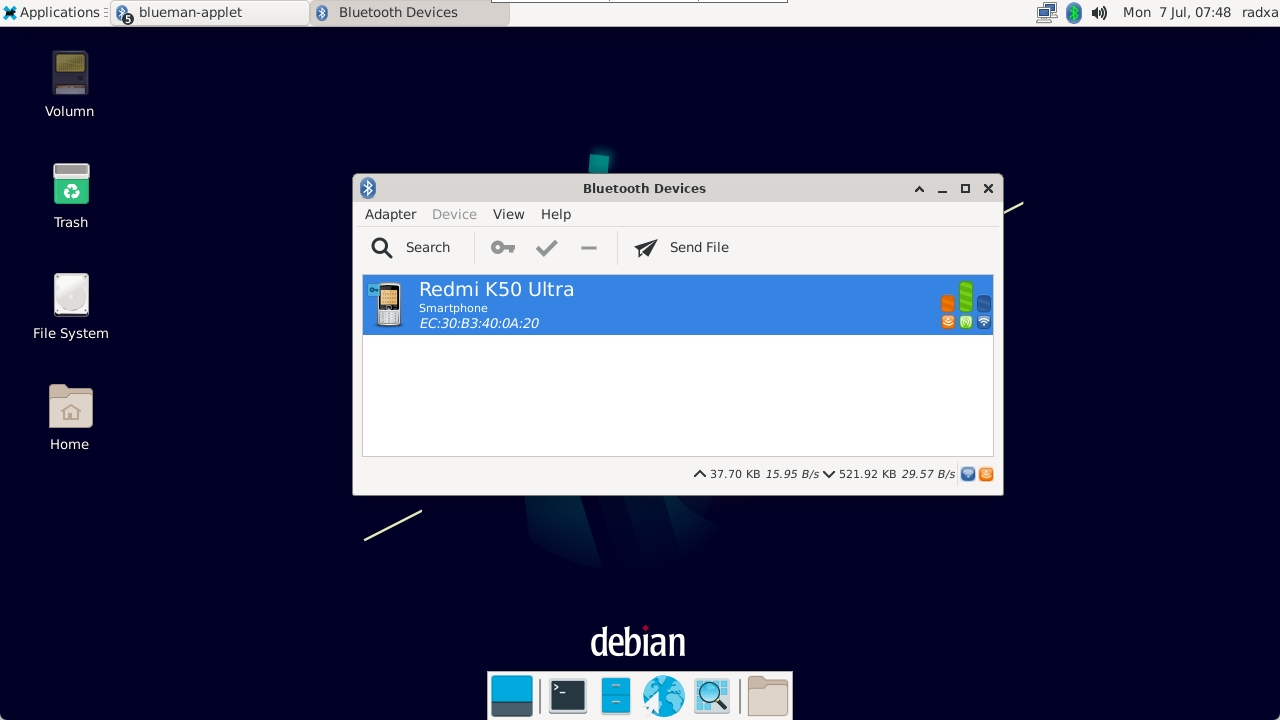 Applications
5 blueman-applet
Bluetooth Devices
Mon 7 Jul, 07:48 radxa
Volumn
Trash
File System
Home
Bluetooth Devices
Adapter Device View Help
Search Send File
Redmi K50 Ultra
Smartphone
EC:30:B3:40:0A:20
37.70 KB 15.95 B/s 521.92 KB 29.57 B/s
debian
>_